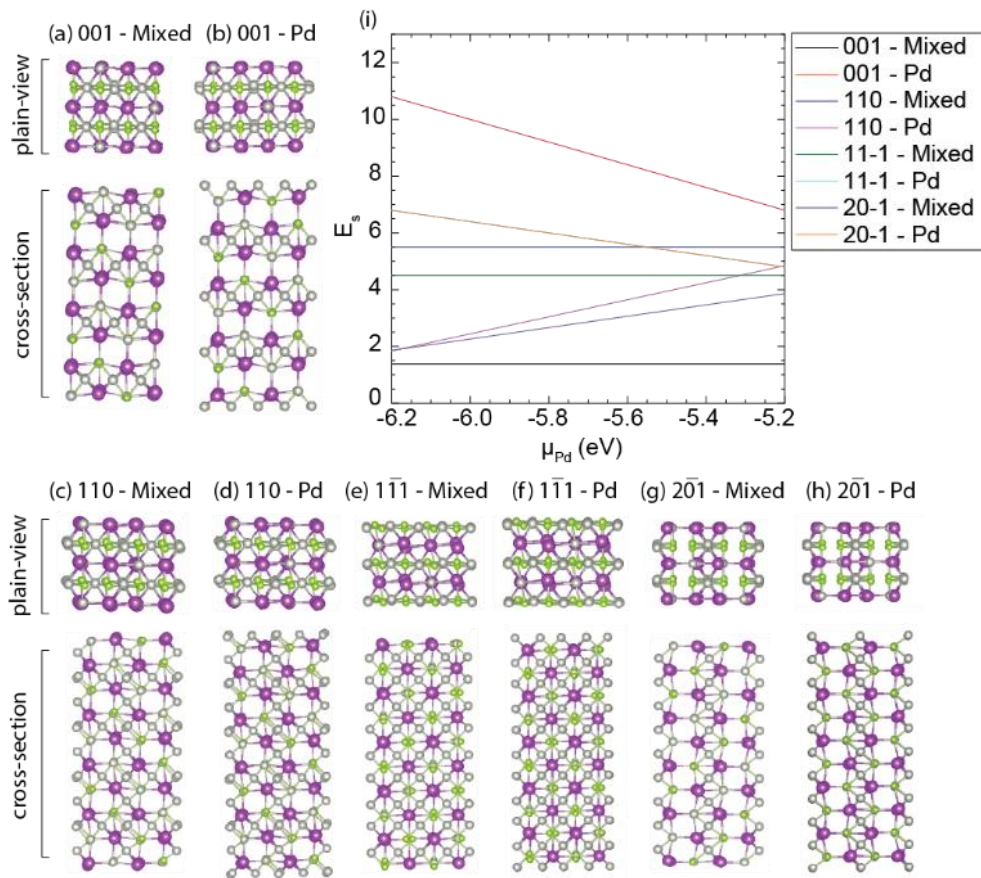 (a) 001 - Mixed
(b) 001 - Pd
plain-view
cross-section
(i)
E_s
12
10
8
6
4
2
0
-6.2 -6.0 -5.8 -5.6 -5.4 -5.2
μ_Pd (eV)
001 - Mixed
001 - Pd
110 - Mixed
110 - Pd
11-1 - Mixed
11-1 - Pd
20-1 - Mixed
20-1 - Pd
(c) 110 - Mixed
(d) 110 - Pd
(e) 11̅1 - Mixed
(f) 11̅1 - Pd
(g) 20̅1 - Mixed
(h) 20̅1 - Pd
plain-view
cross-section